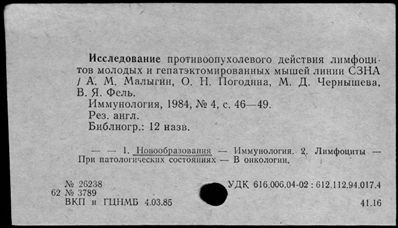 Исследование противоопухолевого действия лимфоци-
тов молодых и гепатэктомированных мышей линии СЗНА
/ А. М. Малыгин, О. Н. Погодина, М. Д. Чернышева,
В. Я. Фель.
Иммунология, 1984, № 4, с. 46—49.
Рез. англ.
Библиогр.: 12 назв.
— — 1. Новообразования — Иммунология. 2. Лимфоциты —
При патологических состояниях — В онкологии.
№ 26238 УДК 616.006.04-02 : 612.112.94.017.4
62 № 3789
ВКП и ГЦНМБ 4.03.85 41.16